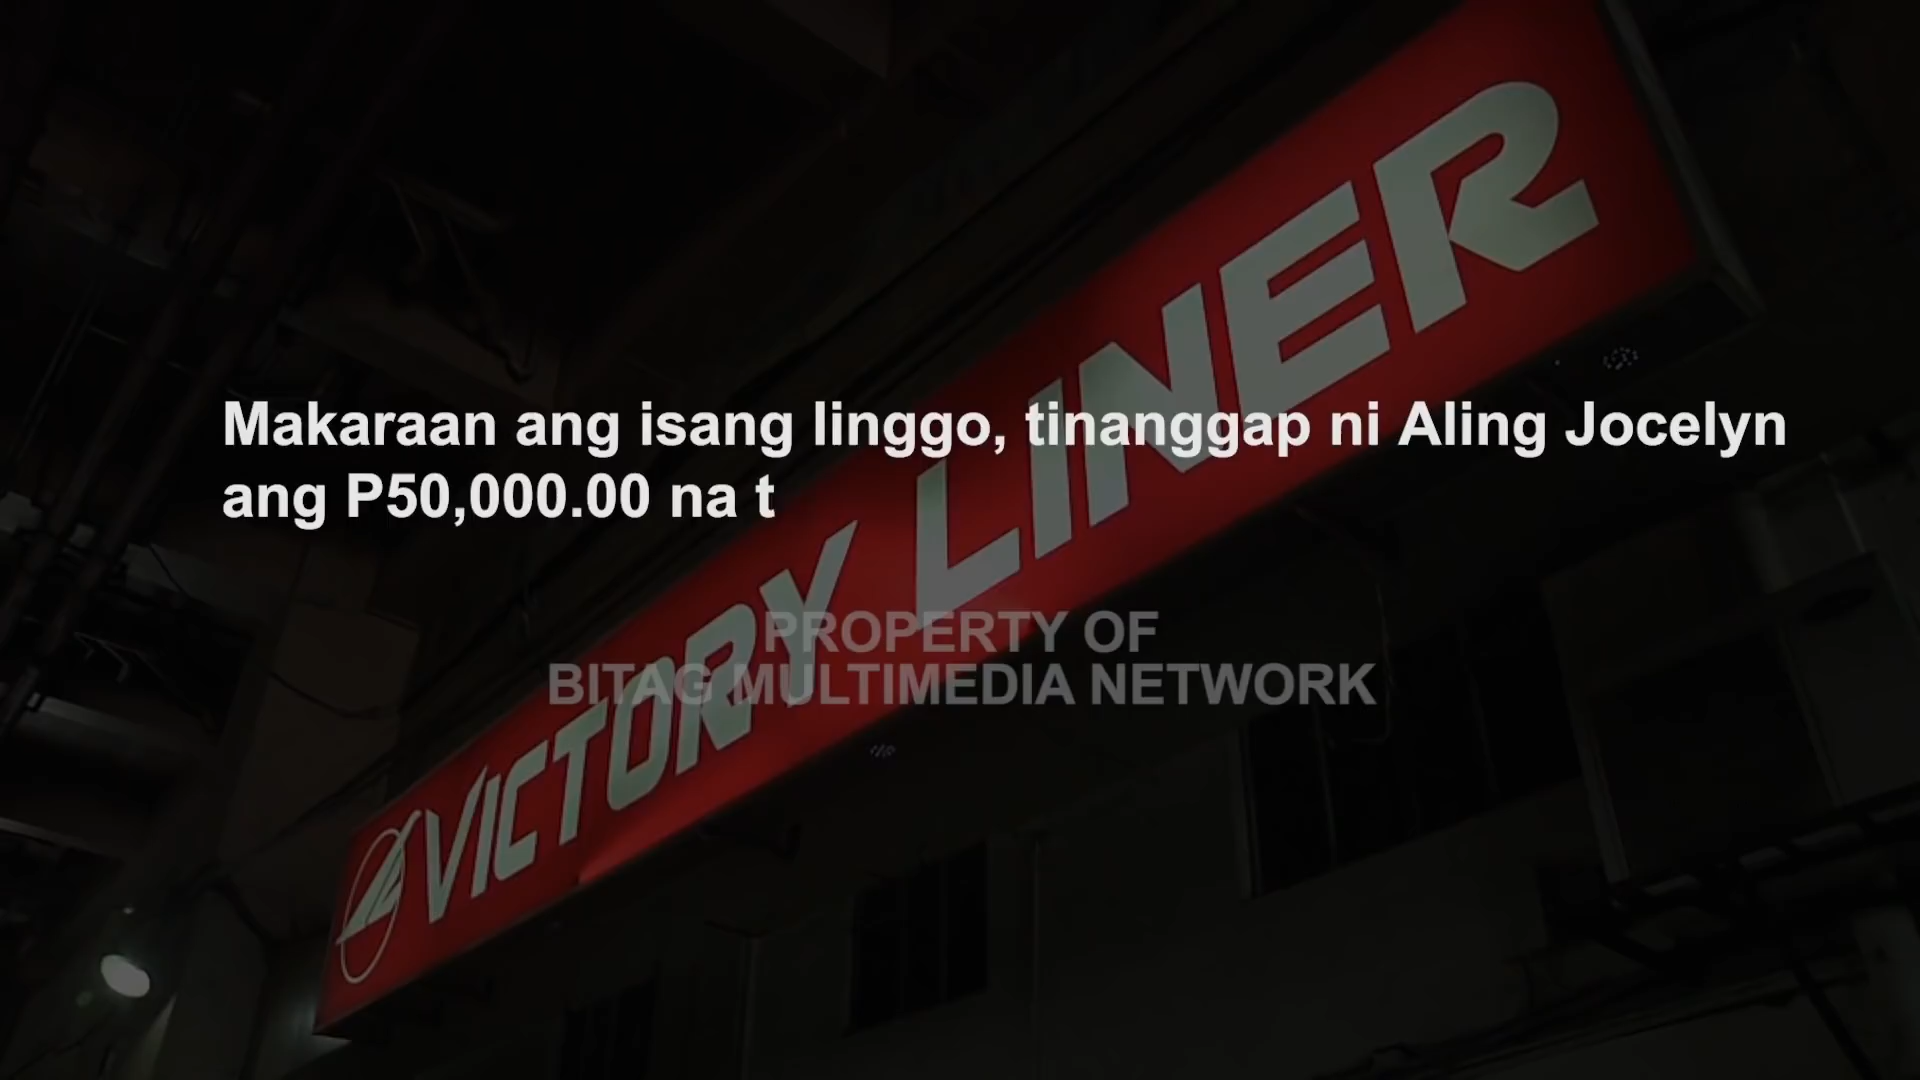 VICTORY LINER
Makaraan ang isang linggo, tinanggap ni Aling Jocelyn
ang P50,000.00 na t
PROPERTY OF
BITAG MULTIMEDIA NETWORK